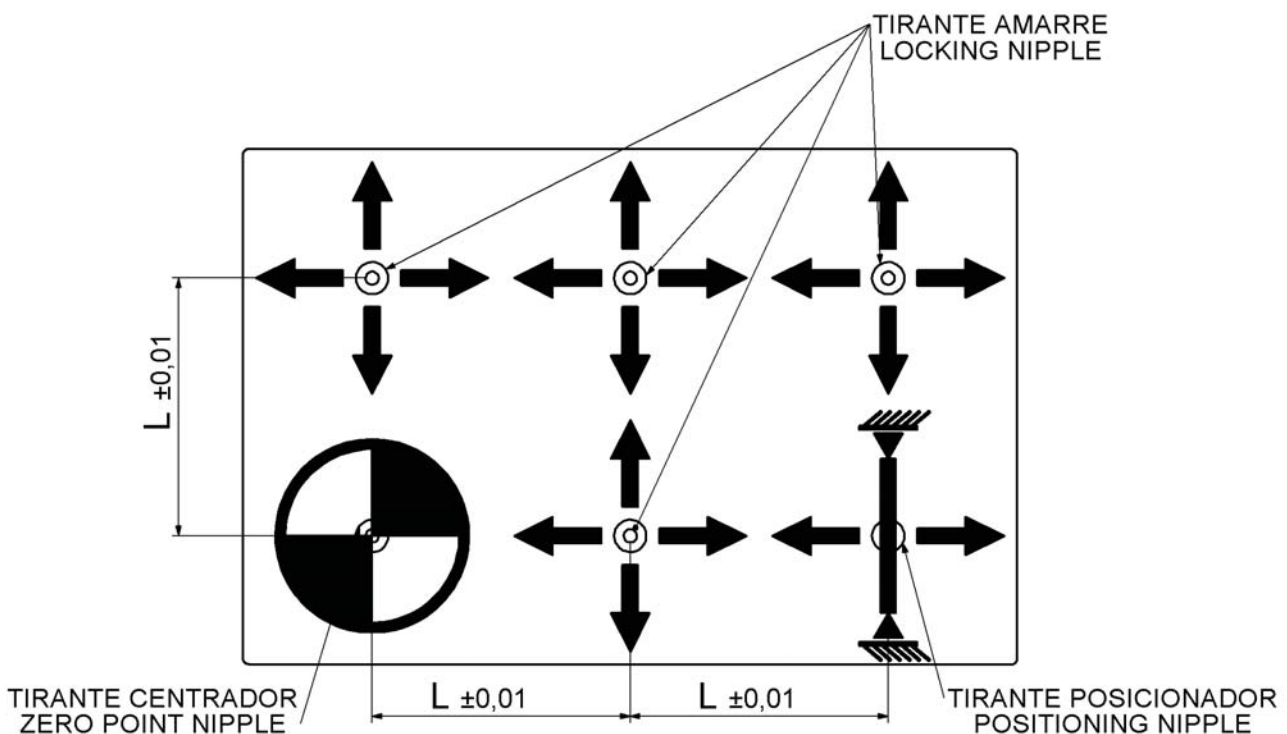 TIRANTE AMARRE
LOCKING NIPPLE
L ±0,01
L ±0,01
L ±0,01
TIRANTE CENTRADOR
ZERO POINT NIPPLE
TIRANTE POSICIONADOR
POSITIONING NIPPLE